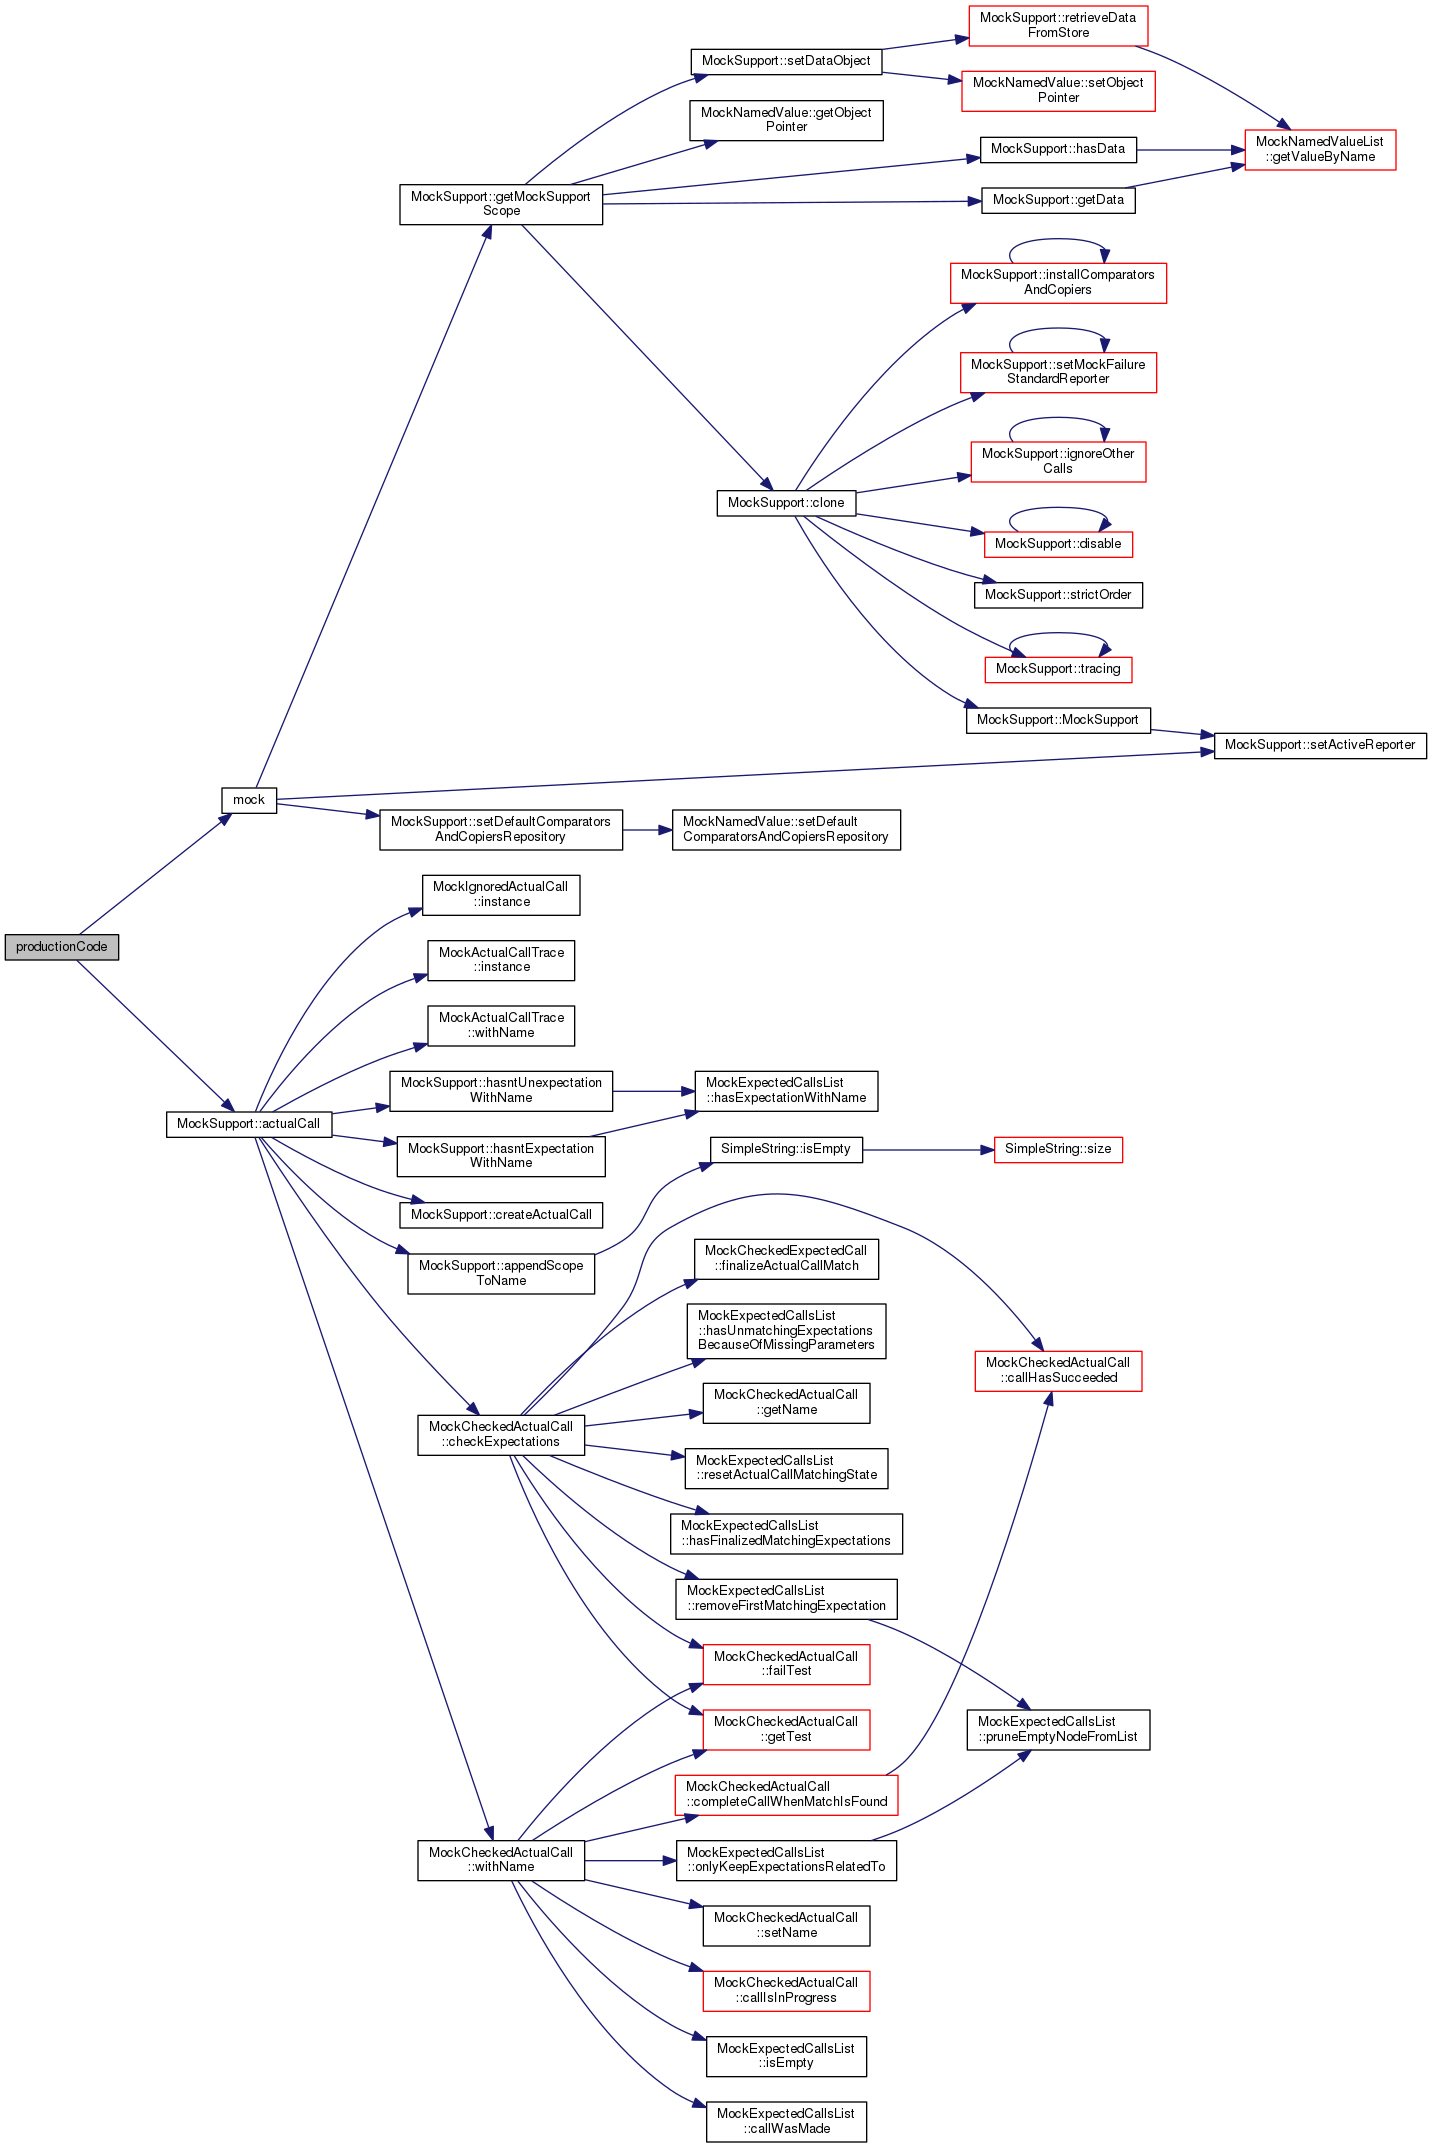 MockSupport::retrieveData
FromStore
MockSupport::setDataObject
MockNamedValue::setObject
Pointer
MockNamedValue::getObject
Pointer
MockSupport::hasData
MockNamedValueList
::getValueByName
MockSupport::getMockSupport
Scope
MockSupport::getData
MockSupport::installComparators
AndCopiers
MockSupport::setMockFailure
StandardReporter
MockSupport::ignoreOther
Calls
MockSupport::clone
MockSupport::disable
MockSupport::strictOrder
MockSupport::tracing
MockSupport::MockSupport
MockSupport::setActiveReporter
mock
MockSupport::setDefaultComparators
AndCopiersRepository
MockNamedValue::setDefault
ComparatorsAndCopiersRepository
MockIgnoredActualCall
::instance
productionCode
MockActualCallTrace
::instance
MockActualCallTrace
::withName
MockSupport::hasntUnexpectation
WithName
MockExpectedCallsList
::hasExpectationWithName
MockSupport::actualCall
MockSupport::hasntExpectation
WithName
SimpleString::isEmpty
SimpleString::size
MockSupport::createActualCall
MockSupport::appendScope
ToName
MockCheckedExpectedCall
::finalizeActualCallMatch
MockExpectedCallsList
::hasUnmatchingExpectations
BecauseOfMissingParameters
MockCheckedActualCall
::callHasSucceeded
MockCheckedActualCall
::getName
MockCheckedActualCall
::checkExpectations
MockExpectedCallsList
::resetActualCallMatchingState
MockExpectedCallsList
::hasFinalizedMatchingExpectations
MockExpectedCallsList
::removeFirstMatchingExpectation
MockCheckedActualCall
::failTest
MockCheckedActualCall
::getTest
MockExpectedCallsList
::pruneEmptyNodeFromList
MockCheckedActualCall
::completeCallWhenMatchIsFound
MockCheckedActualCall
::withName
MockExpectedCallsList
::onlyKeepExpectationsRelatedTo
MockCheckedActualCall
::setName
MockCheckedActualCall
::callIsInProgress
MockExpectedCallsList
::isEmpty
MockExpectedCallsList
::callWasMade